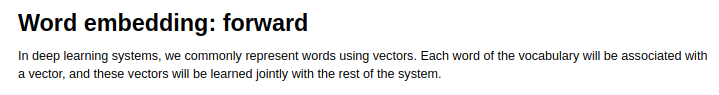 Word embedding: forward
In deep learning systems, we commonly represent words using vectors. Each word of the vocabulary will be associated with
a vector, and these vectors will be learned jointly with the rest of the system.